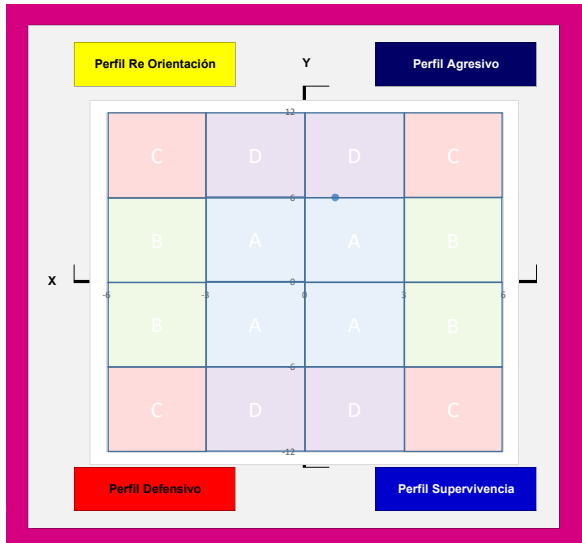 Perfil Re Orientación Y Perfil Agresivo
12
C D D C
6
B A A B
X 0
-6 -3 0 3 6
B A A B
-6
C D D C
-12
Perfil Defensivo Perfil Supervivencia